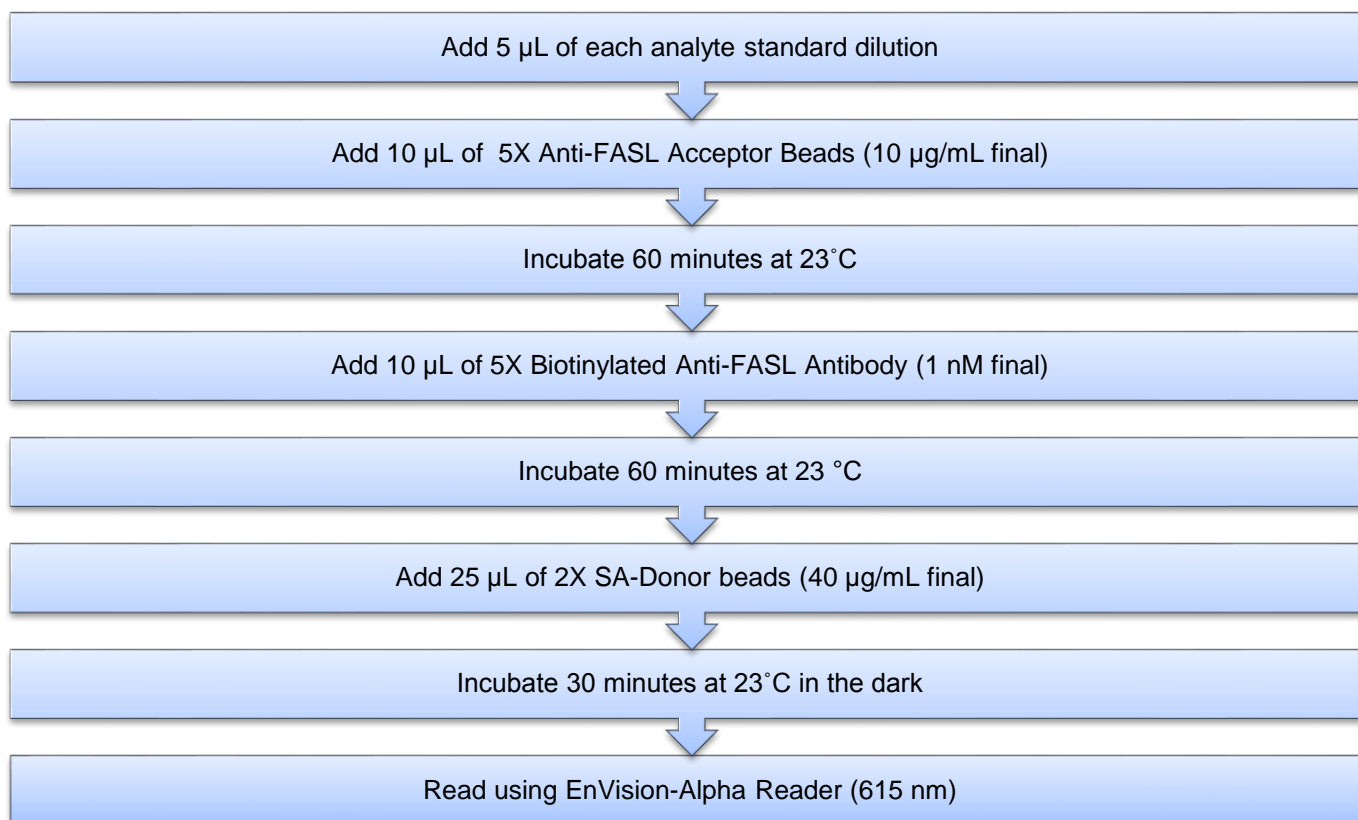 Add 5 µL of each analyte standard dilution
Add 10 µL of  5X Anti-FASL Acceptor Beads (10 µg/mL final)
Incubate 60 minutes at 23˚C
Add 10 µL of 5X Biotinylated Anti-FASL Antibody (1 nM final)
Incubate 60 minutes at 23 °C
Add 25 µL of 2X SA-Donor beads (40 µg/mL final)
Incubate 30 minutes at 23˚C in the dark
Read using EnVision-Alpha Reader (615 nm)